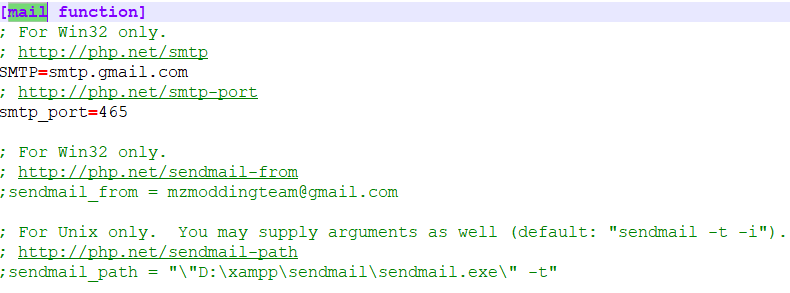 [mail function]
; For Win32 only.
; http://php.net/smtp
SMTP=smtp.gmail.com
; http://php.net/smtp-port
smtp_port=465
; For Win32 only.
; http://php.net/sendmail-from
;sendmail_from = mzmoddingteam@gmail.com
; For Unix only.  You may supply arguments as well (default: "sendmail -t -i").
; http://php.net/sendmail-path
;sendmail_path = "\"D:\xampp\sendmail\sendmail.exe\" -t"